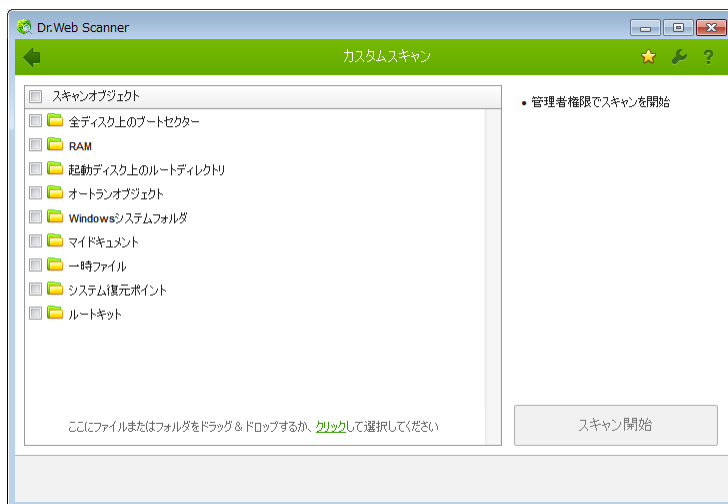 Dr.Web Scanner
カスタムスキャン
?
スキャンオブジェクト
全ディスク上のブートセクター
RAM
起動ディスク上のルートディレクトリ
オートランオブジェクト
Windowsシステムフォルダ
マイドキュメント
一時ファイル
システム復元ポイント
ルートキット
ここにファイルまたはフォルダをドラッグ & ドロップするか、クリックして選択してください
• 管理者権限でスキャンを開始
スキャン開始